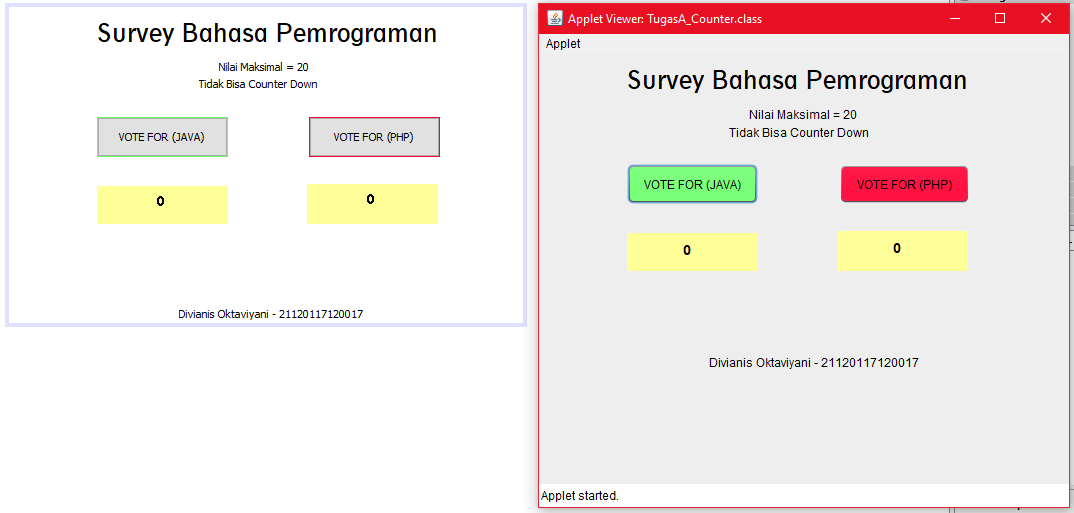 Survey Bahasa Pemrograman
Nilai Maksimal = 20
Tidak Bisa Counter Down
VOTE FOR (JAVA) VOTE FOR (PHP)
0 0
Divianis Oktaviyani - 21120117120017
Applet Viewer: TugasA_Counter.class
Applet
Survey Bahasa Pemrograman
Nilai Maksimal = 20
Tidak Bisa Counter Down
VOTE FOR (JAVA) VOTE FOR (PHP)
0 0
Divianis Oktaviyani - 21120117120017
Applet started.